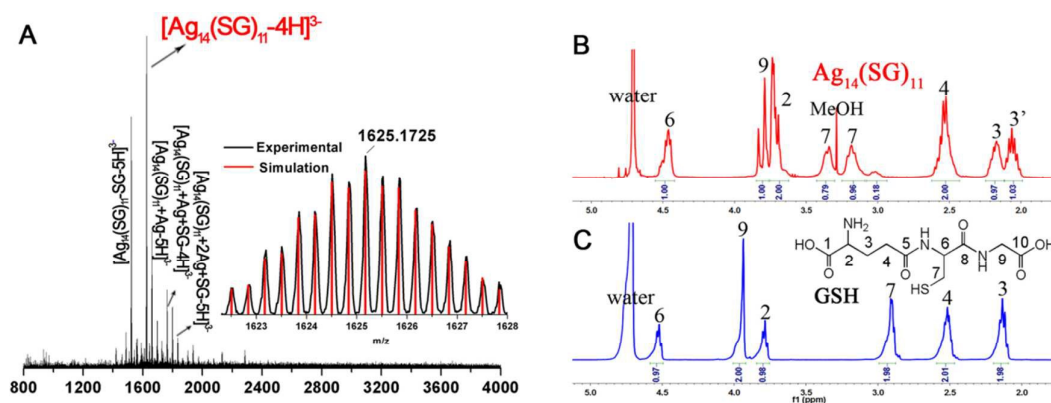 A
[Ag14(SG)11-4H]3-
[Ag14(SG)11-SG-5H]3-
[Ag14(SG)11+Ag-5H]3-
[Ag14(SG)11+Ag+SG-4H]3-
[Ag14(SG)11+2Ag+SG-5H]3-
1625.1725
Experimental
Simulation
1623 1624 1625 1626 1627 1628
m/z
800 1200 1600 2000 2400 2800 3200 3600 4000
B
Ag14(SG)11
water 6 9 2 MeOH 7 7 4 3 3’
1.00 1.00 2.00 0.79 0.96 0.18 2.00 0.97 1.03
5.0 4.5 4.0 3.5 3.0 2.5 2.0
C
water 6 9 2 7 4 3
NH2
O O O
HO 1 2 3 4 5 N H 6 7 8 N H 9 10 OH
HS
GSH
0.97 2.00 0.98 1.98 2.01 1.98
5.0 4.5 4.0 3.5 3.0 2.5 2.0
f1 (ppm)